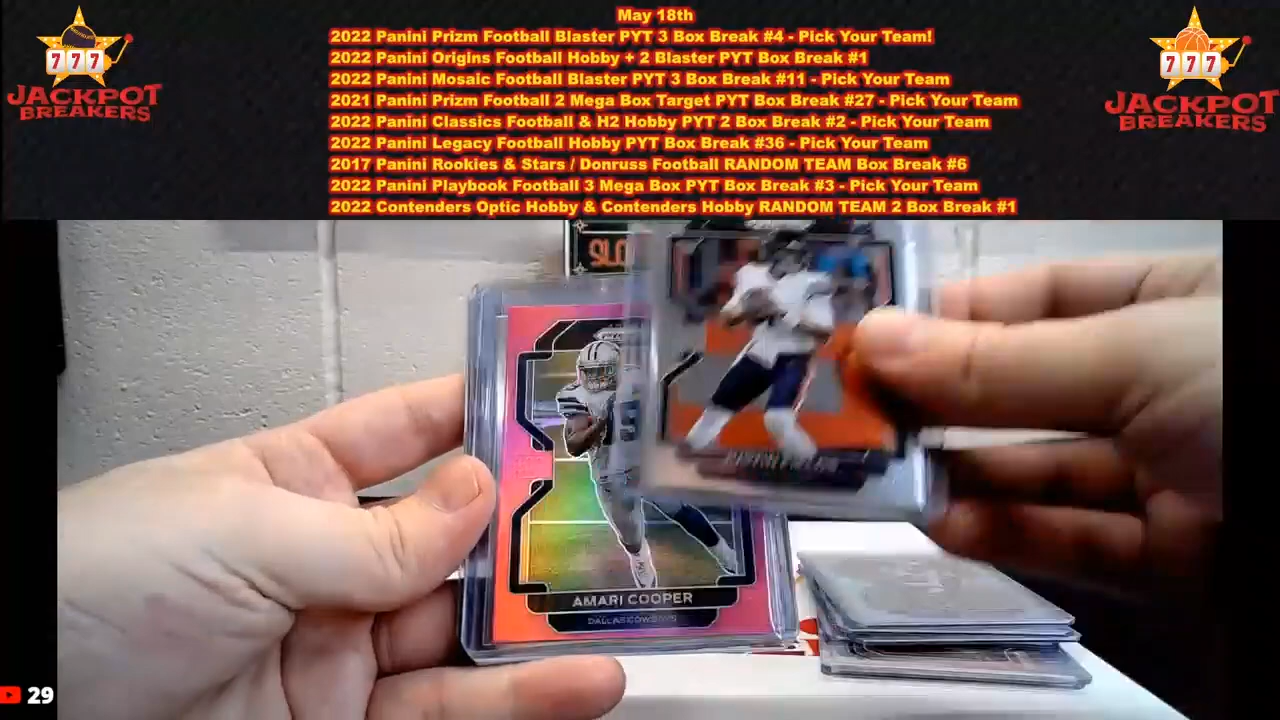 May 18th
2022 Panini Prizm Football Blaster PYT 3 Box Break #4 - Pick Your Team!
2022 Panini Origins Football Hobby + 2 Blaster PYT Box Break #1
2022 Panini Mosaic Football Blaster PYT 3 Box Break #11 - Pick Your Team
2021 Panini Prizm Football 2 Mega Box Target PYT Box Break #27 - Pick Your Team
2022 Panini Classics Football & H2 Hobby PYT 2 Box Break #2 - Pick Your Team
2022 Panini Legacy Football Hobby PYT Box Break #36 - Pick Your Team
2017 Panini Rookies & Stars / Donruss Football RANDOM TEAM Box Break #6
2022 Panini Playbook Football 3 Mega Box PYT Box Break #3 - Pick Your Team
2022 Contenders Optic Hobby & Contenders Hobby RANDOM TEAM 2 Box Break #1
777
JACKPOT
BREAKERS
777
JACKPOT
BREAKERS
AMARI COOPER
DALLAS COWBOYS
29